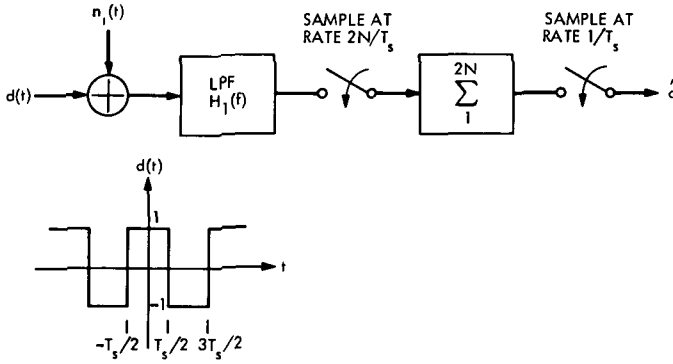 n₁(t)
SAMPLE AT
RATE 2N/Tₛ
SAMPLE AT
RATE 1/Tₛ
d(t)
LPF
H₁(f)
2N
∑
1
d̂
d(t)
1
t
−1
−Tₛ/2 Tₛ/2 3Tₛ/2